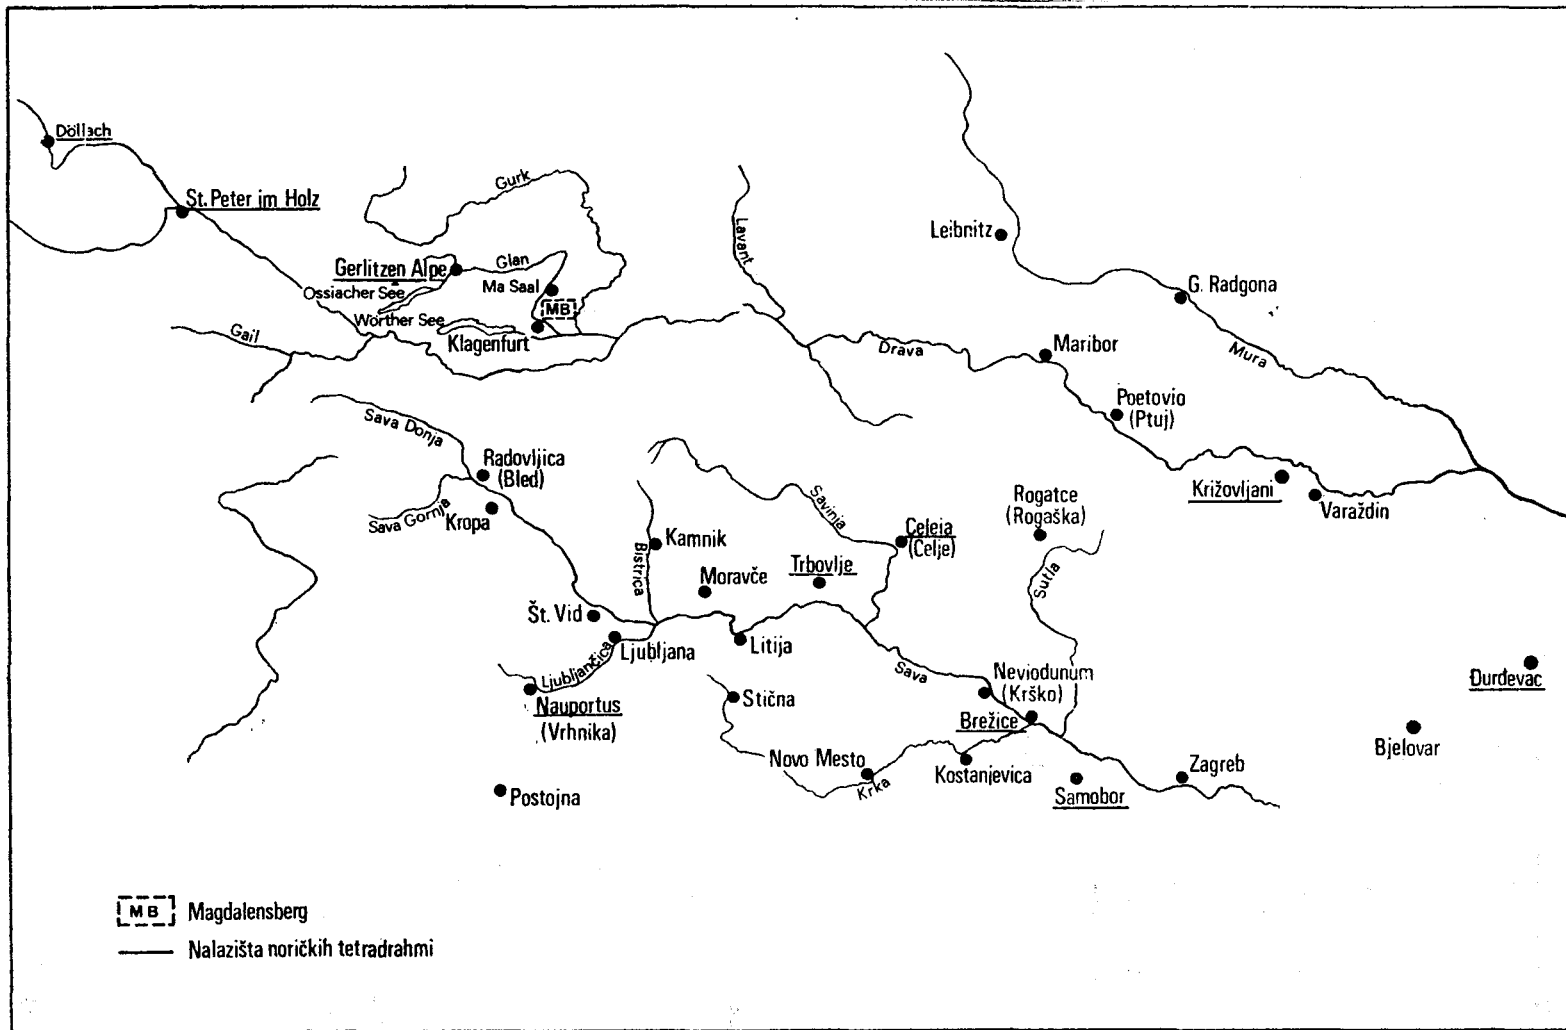 Döllach
St. Peter im Holz
Gurk
Gerlitzen Alpe
Glan
Ossiacher See
Ma Saal
MB
Wörther See
Klagenfurt
Gail
Lavant
Leibnitz
G. Radgona
Drava
Maribor
Mura
Poetovio
(Ptuj)
Sava Donja
Radovljica
(Bled)
Sava Gornja
Kropa
Savinja
Rogatce
(Rogaška)
Križovljani
Varaždin
Bistrica
Kamnik
Celeia
(Celje)
Moravče
Trbovlje
Sutla
Št. Vid
Ljubljana
Litija
Ljubljančica
Nauportus
(Vrhnika)
Stična
Sava
Neviodunum
(Krško)
Brežice
Đurđevac
Bjelovar
Novo Mesto
Krka
Kostanjevica
Samobor
Zagreb
Postojna
MB Magdalensberg
Nalazišta noričkih tetradrahmi